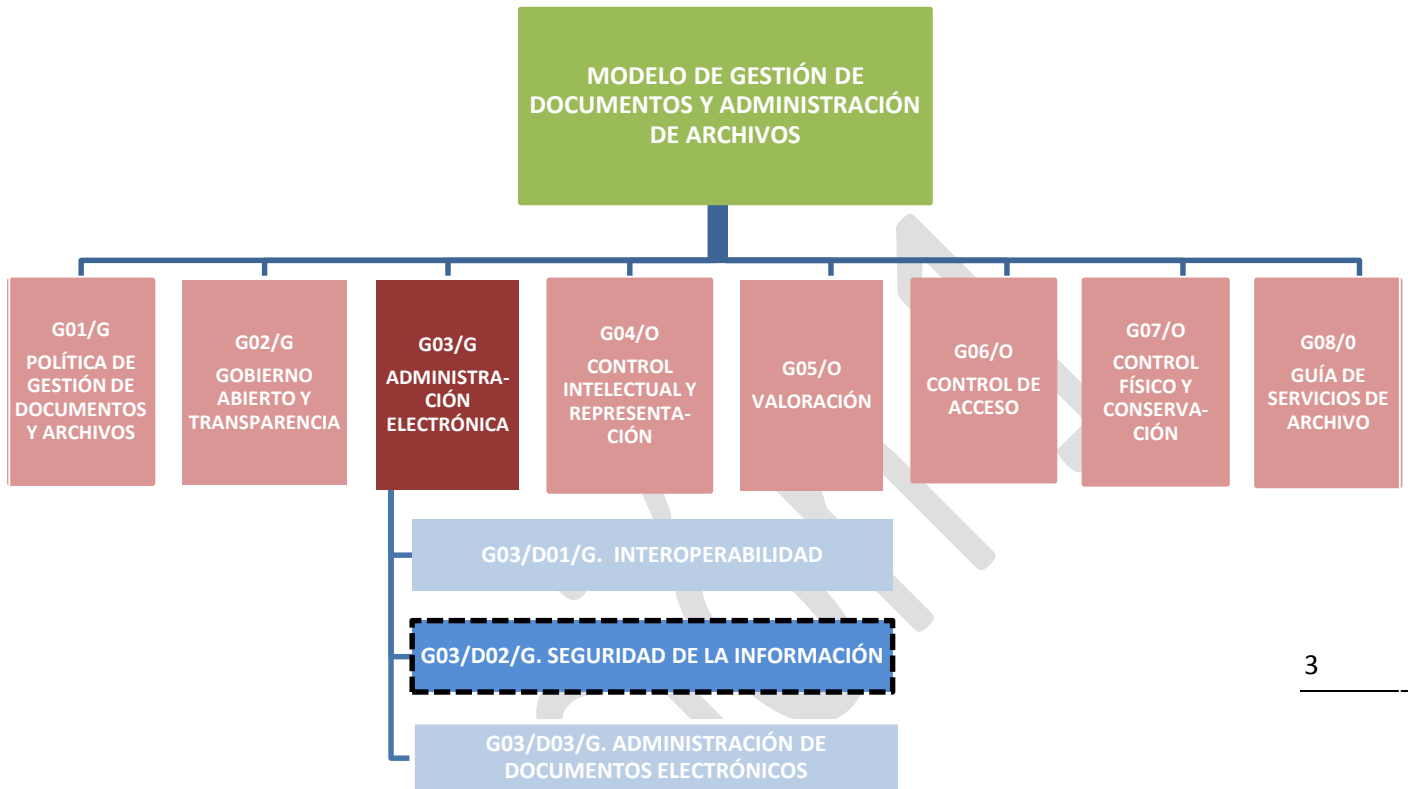 MODELO DE GESTIÓN DE
DOCUMENTOS Y ADMINISTRACIÓN
DE ARCHIVOS
G01/G
POLÍTICA DE
GESTIÓN DE
DOCUMENTOS
Y ARCHIVOS
G02/G
GOBIERNO
ABIERTO Y
TRANSPARENCIA
G03/G
ADMINISTRA-
CIÓN
ELECTRÓNICA
G04/O
CONTROL
INTELECTUAL Y
REPRESENTA-
CIÓN
G05/O
VALORACIÓN
G06/O
CONTROL DE
ACCESO
G07/O
CONTROL
FÍSICO Y
CONSERVA-
CIÓN
G08/0
GUÍA DE
SERVICIOS DE
ARCHIVO
G03/D01/G. INTEROPERABILIDAD
G03/D02/G. SEGURIDAD DE LA INFORMACIÓN
G03/D03/G. ADMINISTRACIÓN DE
DOCUMENTOS ELECTRÓNICOS
3